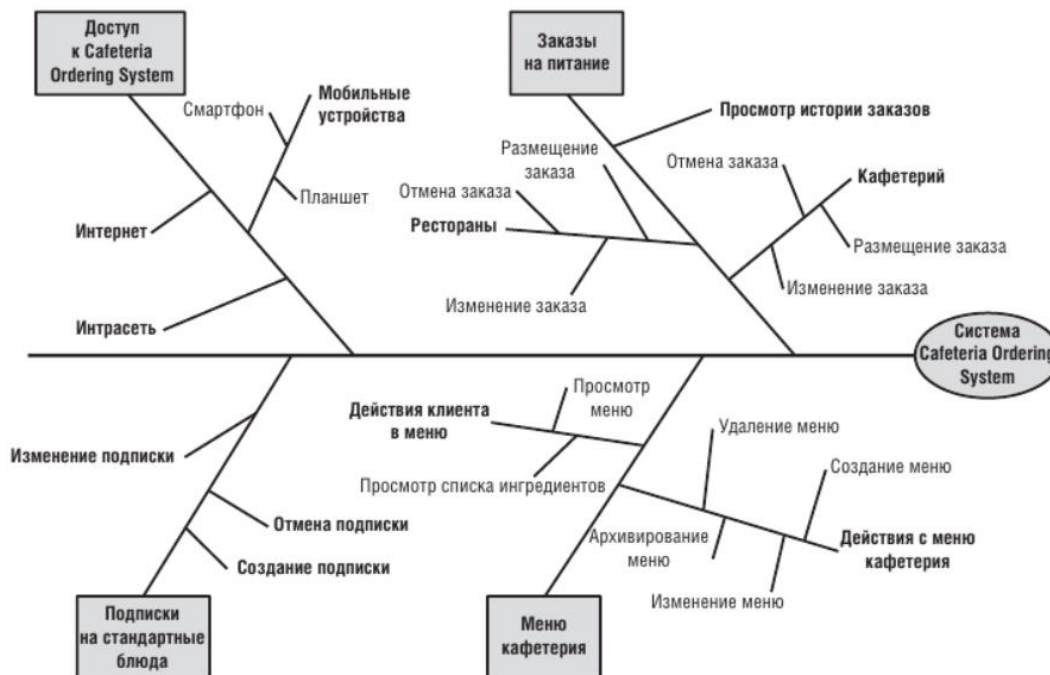 Доступ
к Cafeteria
Ordering System
Заказы
на питание
Смартфон
Мобильные
устройства
Планшет
Интернет
Интрасеть
Просмотр истории заказов
Размещение
заказа
Отмена заказа
Рестораны
Изменение заказа
Отмена заказа
Кафетерий
Размещение заказа
Изменение заказа
Система
Cafeteria Ordering
System
Изменение подписки
Отмена подписки
Создание подписки
Просмотр
меню
Действия клиента
в меню
Просмотр списка ингредиентов
Удаление меню
Создание меню
Архивирование
меню
Действия с меню
кафетерия
Изменение меню
Подписки
на стандартные
блюда
Меню
кафетерия